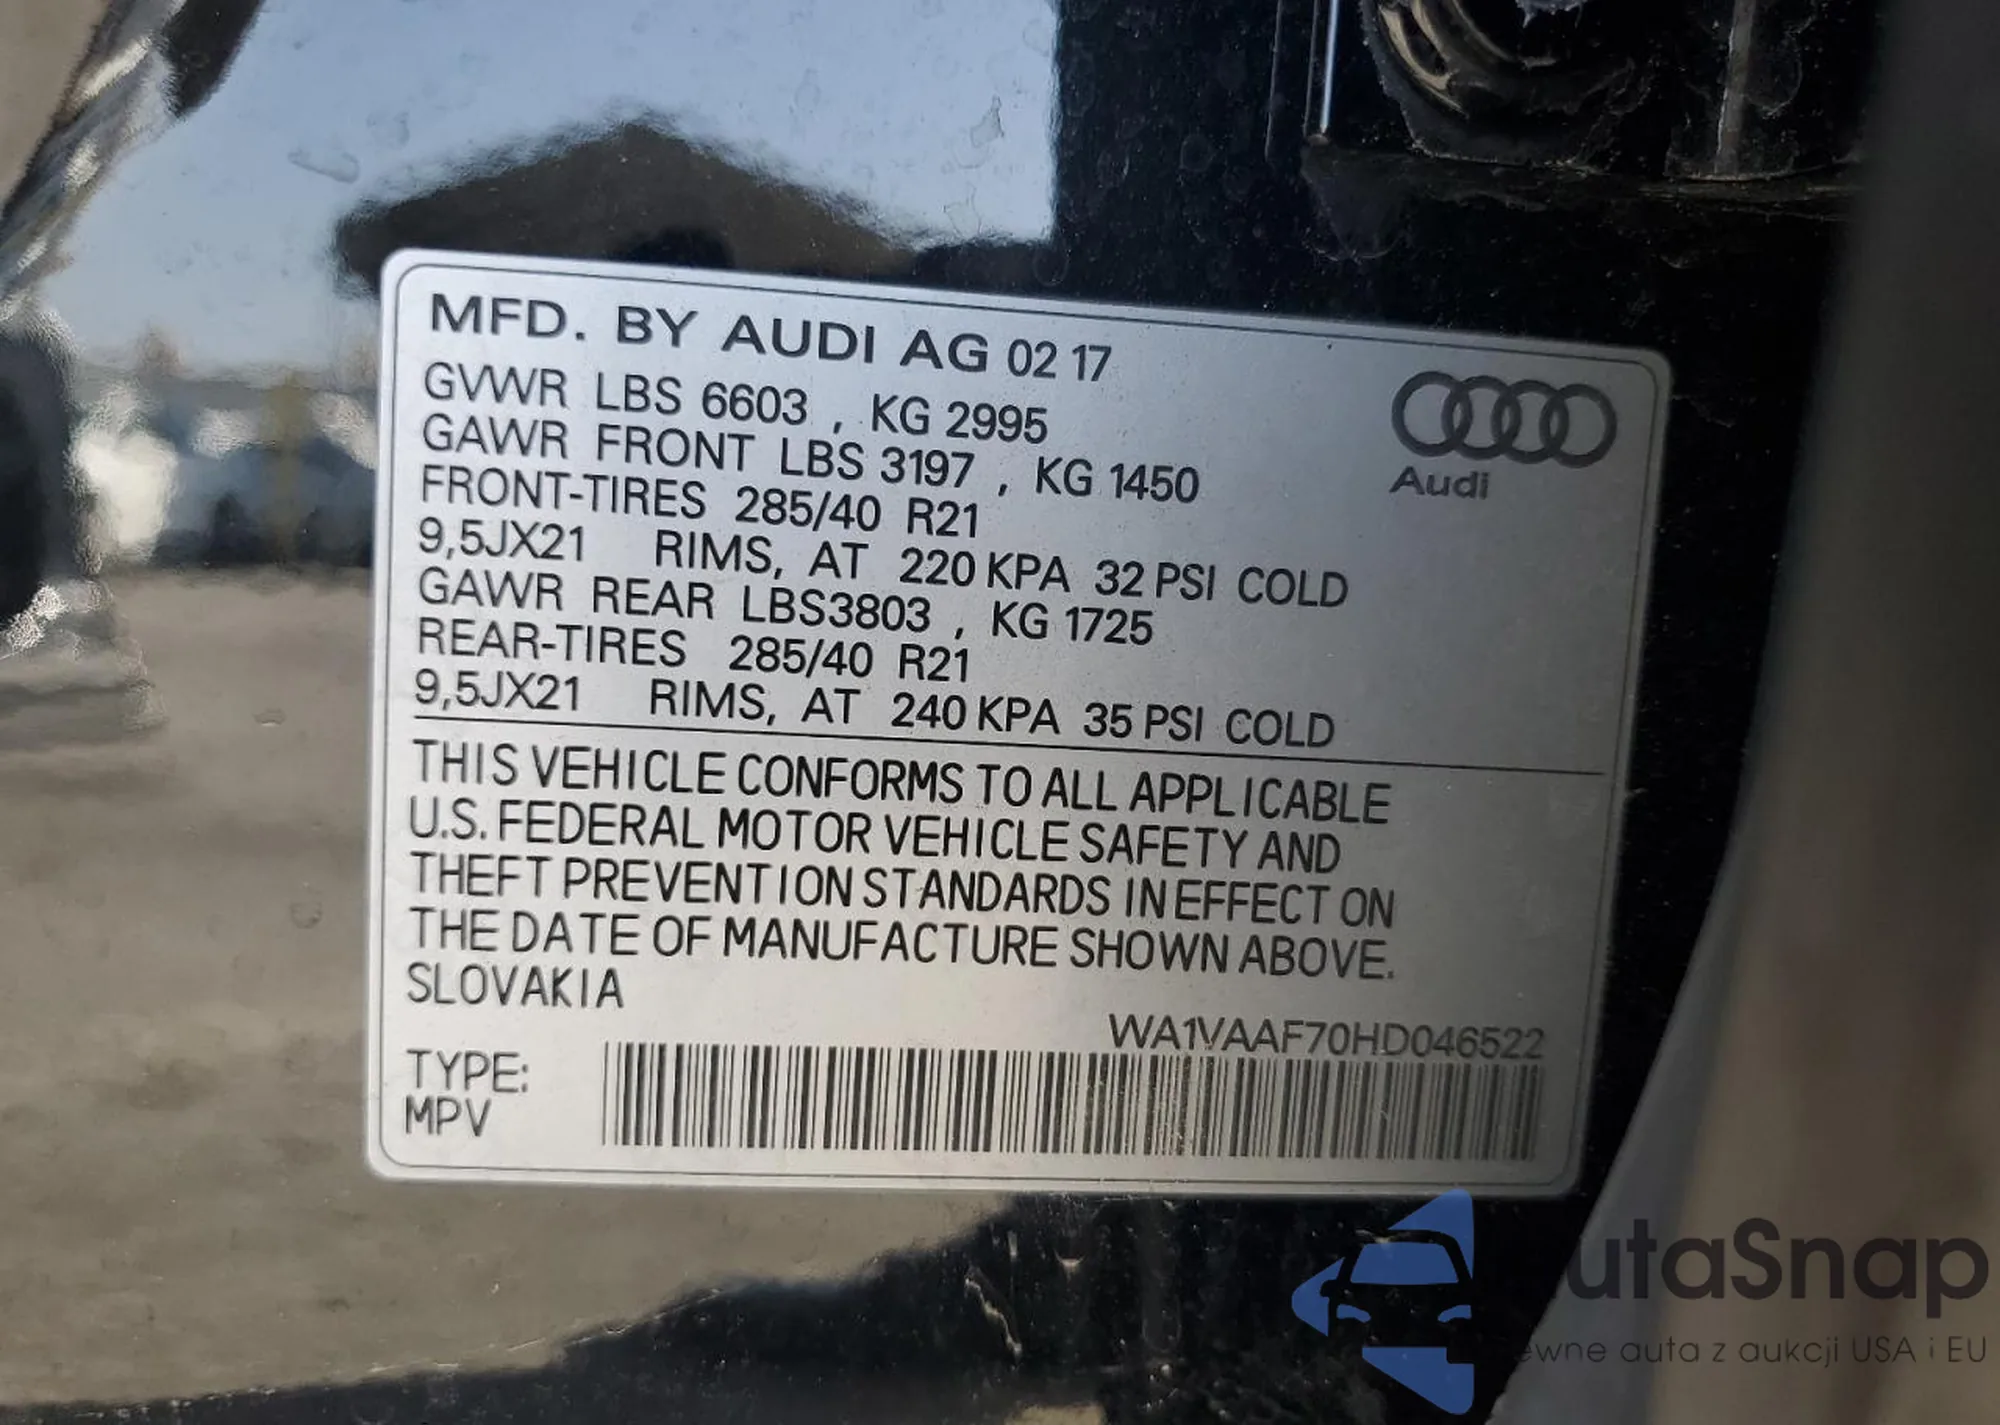 MFD. BY AUDI AG 02 17
GVWR LBS 6603 , KG 2995
GAWR FRONT LBS 3197 , KG 1450
FRONT-TIRES 285/40 R21
9,5JX21 RIMS, AT 220 KPA 32 PSI COLD
GAWR REAR LBS3803 , KG 1725
REAR-TIRES 285/40 R21
9,5JX21 RIMS, AT 240 KPA 35 PSI COLD
Audi
THIS VEHICLE CONFORMS TO ALL APPLICABLE
U.S. FEDERAL MOTOR VEHICLE SAFETY AND
THEFT PREVENTION STANDARDS IN EFFECT ON
THE DATE OF MANUFACTURE SHOWN ABOVE.
SLOVAKIA
WA1VAAF70HD046522
TYPE:
MPV
utaSnap
ewne auta z aukcji USA i EU